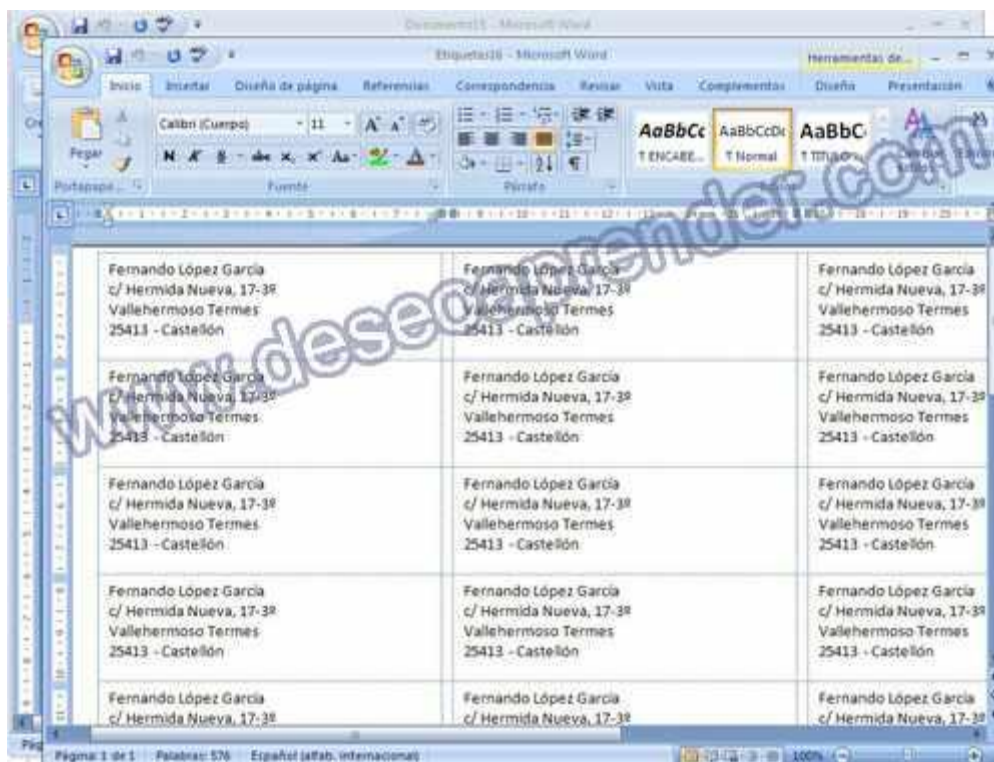 Documento15 - Microsoft Word
Etiquetas16 - Microsoft Word
Herramientas de...
Inicio Insertar Diseño de página Referencias Correspondencia Revisar Vista Complementos Diseño Presentación
Calibri (Cuerpo) 11
Pegar
N K S abc x, x² Aa
AaBbCc AaBbCcDc AaBbC
¶ ENCABE... ¶ Normal
Portapape... Fuente Párrafo
www.deseoaprender.com
Fernando López García Fernando López García Fernando López García
c/ Hermida Nueva, 17-3º c/ Hermida Nueva, 17-3º c/ Hermida Nueva, 17-3º
Vallehermoso Termes Vallehermoso Termes Vallehermoso Termes
25413 - Castellón 25413 - Castellón 25413 - Castellón
Fernando López García Fernando López García Fernando López García
c/ Hermida Nueva, 17-3º c/ Hermida Nueva, 17-3º c/ Hermida Nueva, 17-3º
Vallehermoso Termes Vallehermoso Termes Vallehermoso Termes
25413 - Castellón 25413 - Castellón 25413 - Castellón
Fernando López García Fernando López García Fernando López García
c/ Hermida Nueva, 17-3º c/ Hermida Nueva, 17-3º c/ Hermida Nueva, 17-3º
Vallehermoso Termes Vallehermoso Termes Vallehermoso Termes
25413 - Castellón 25413 - Castellón 25413 - Castellón
Fernando López García Fernando López García Fernando López García
c/ Hermida Nueva, 17-3º c/ Hermida Nueva, 17-3º c/ Hermida Nueva, 17-3º
Vallehermoso Termes Vallehermoso Termes Vallehermoso Termes
25413 - Castellón 25413 - Castellón 25413 - Castellón
Fernando López García Fernando López García Fernando López García
c/ Hermida Nueva, 17-3º c/ Hermida Nueva, 17-3º c/ Hermida Nueva, 17-3º
Página: 1 de 1 Palabras: 576 Español (alfab. internacional) 100%